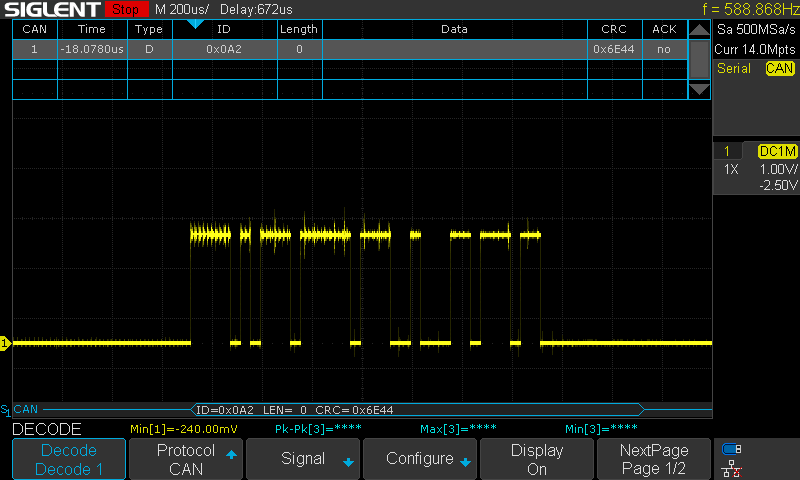 SIGLENT Stop M 200us/ Delay:672us f = 588.868Hz
CAN Time Type ID Length Data CRC ACK
1 -18.0780us D 0x0A2 0 0x6E44 no
Sa 500MSa/s
Curr 14.0Mpts
Serial CAN
1 DC1M
1X 1.00V/
-2.50V
1
S1 CAN ID=0x0A2 LEN= 0 CRC=0x6E44
DECODE Min[1]=-240.00mV Pk-Pk[3]=**** Max[3]=**** Min[3]=****
Decode
Decode 1
Protocol
CAN
Signal
Configure
Display
On
NextPage
Page 1/2